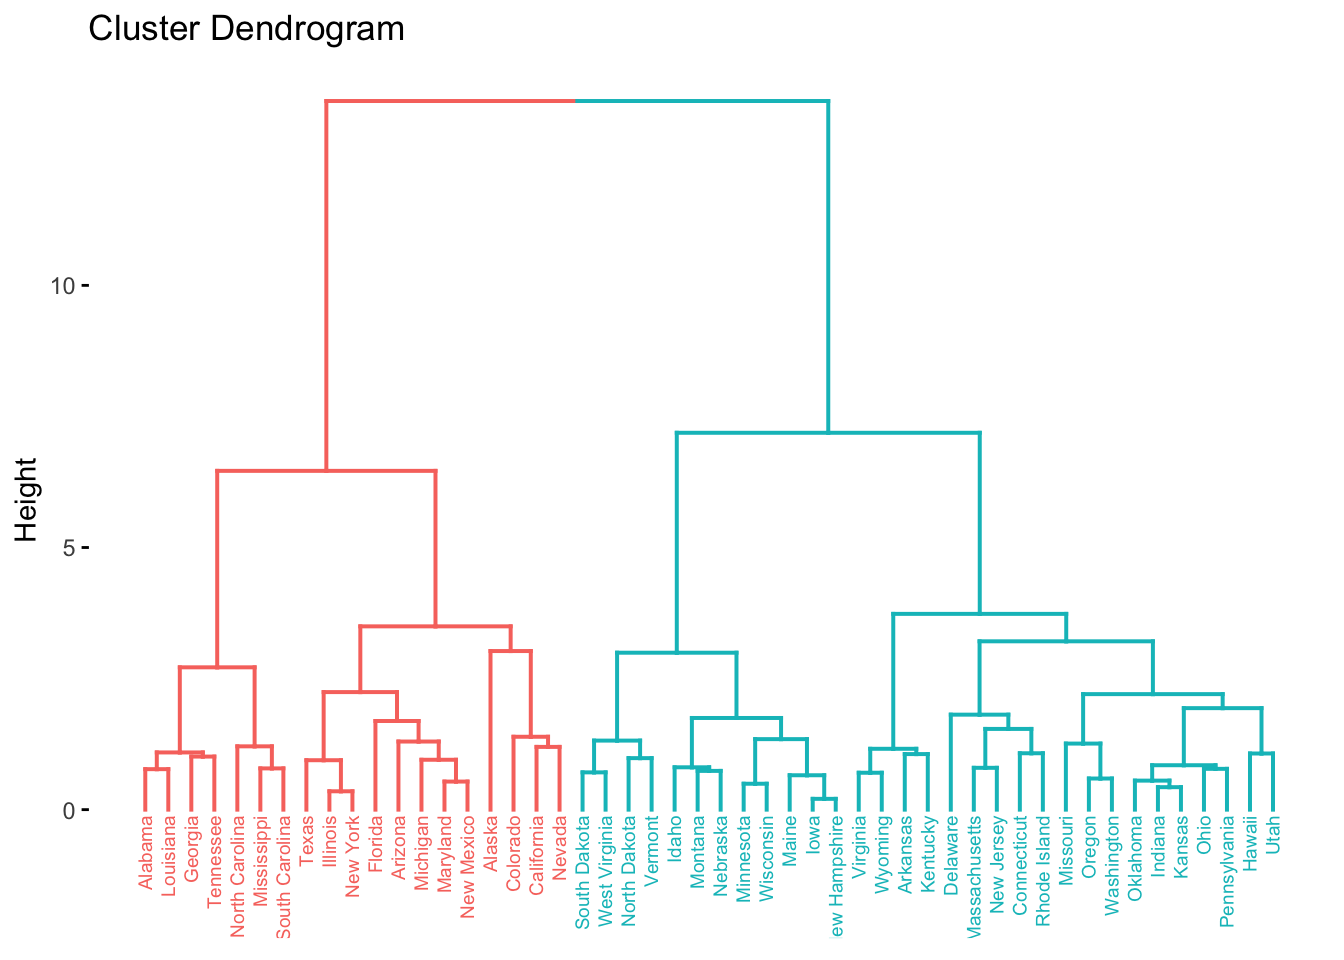 Cluster Dendrogram
Height
10
5
0
Alabama
Louisiana
Georgia
Tennessee
North Carolina
Mississippi
South Carolina
Texas
Illinois
New York
Florida
Arizona
Michigan
Maryland
New Mexico
Alaska
Colorado
California
Nevada
South Dakota
West Virginia
North Dakota
Vermont
Idaho
Montana
Nebraska
Minnesota
Wisconsin
Maine
Iowa
ew Hampshire
Virginia
Wyoming
Arkansas
Kentucky
Delaware
Massachusetts
New Jersey
Connecticut
Rhode Island
Missouri
Oregon
Washington
Oklahoma
Indiana
Kansas
Ohio
Pennsylvania
Hawaii
Utah